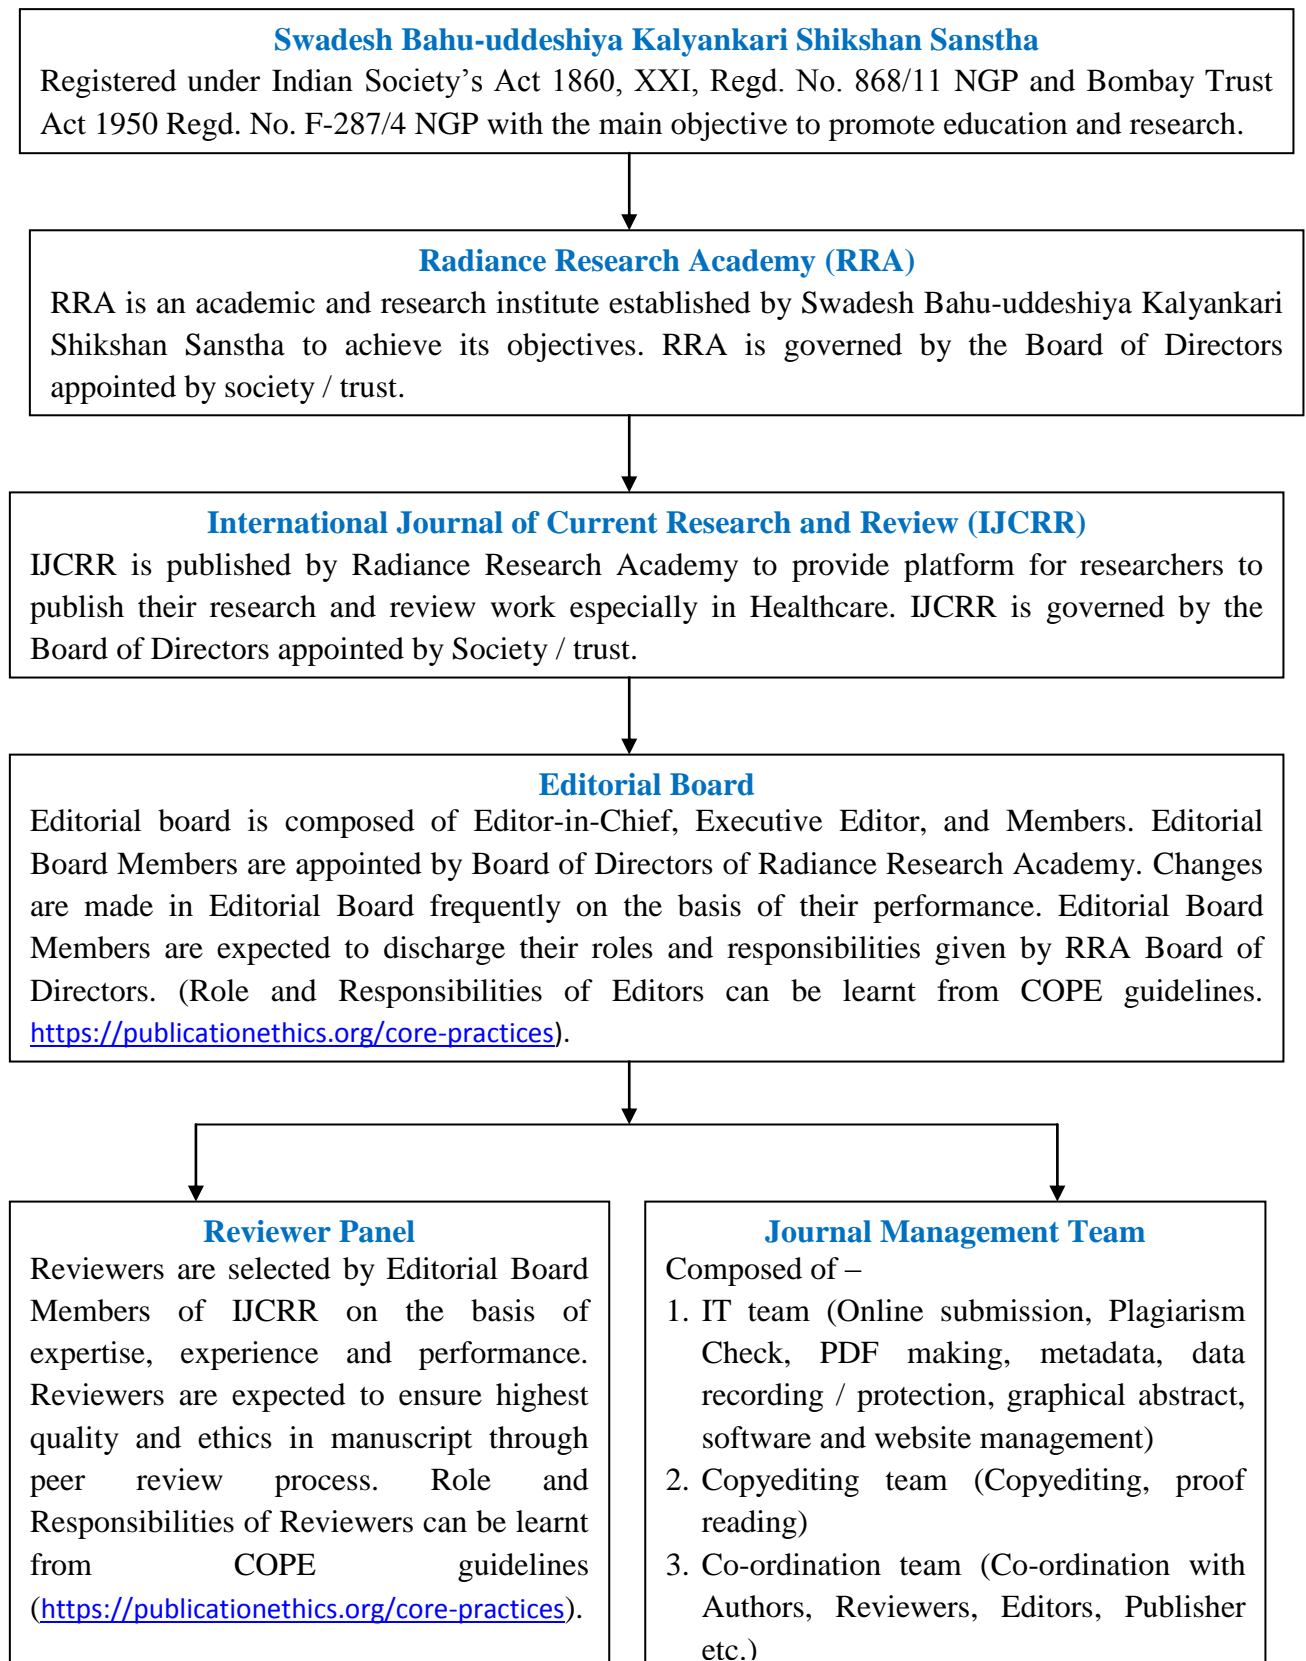 Swadesh Bahu-uddeshiya Kalyankari Shikshan Sanstha
Registered under Indian Society’s Act 1860, XXI, Regd. No. 868/11 NGP and Bombay Trust
Act 1950 Regd. No. F-287/4 NGP with the main objective to promote education and research.
Radiance Research Academy (RRA)
RRA is an academic and research institute established by Swadesh Bahu-uddeshiya Kalyankari
Shikshan Sanstha to achieve its objectives. RRA is governed by the Board of Directors
appointed by society / trust.
International Journal of Current Research and Review (IJCRR)
IJCRR is published by Radiance Research Academy to provide platform for researchers to
publish their research and review work especially in Healthcare. IJCRR is governed by the
Board of Directors appointed by Society / trust.
Editorial Board
Editorial board is composed of Editor-in-Chief, Executive Editor, and Members. Editorial
Board Members are appointed by Board of Directors of Radiance Research Academy. Changes
are made in Editorial Board frequently on the basis of their performance. Editorial Board
Members are expected to discharge their roles and responsibilities given by RRA Board of
Directors. (Role and Responsibilities of Editors can be learnt from COPE guidelines.
https://publicationethics.org/core-practices).
Reviewer Panel
Reviewers are selected by Editorial Board
Members of IJCRR on the basis of
expertise, experience and performance.
Reviewers are expected to ensure highest
quality and ethics in manuscript through
peer review process. Role and
Responsibilities of Reviewers can be learnt
from COPE guidelines
(https://publicationethics.org/core-practices).
Journal Management Team
Composed of –
1. IT team (Online submission, Plagiarism
Check, PDF making, metadata, data
recording / protection, graphical abstract,
software and website management)
2. Copyediting team (Copyediting, proof
reading)
3. Co-ordination team (Co-ordination with
Authors, Reviewers, Editors, Publisher
etc.)